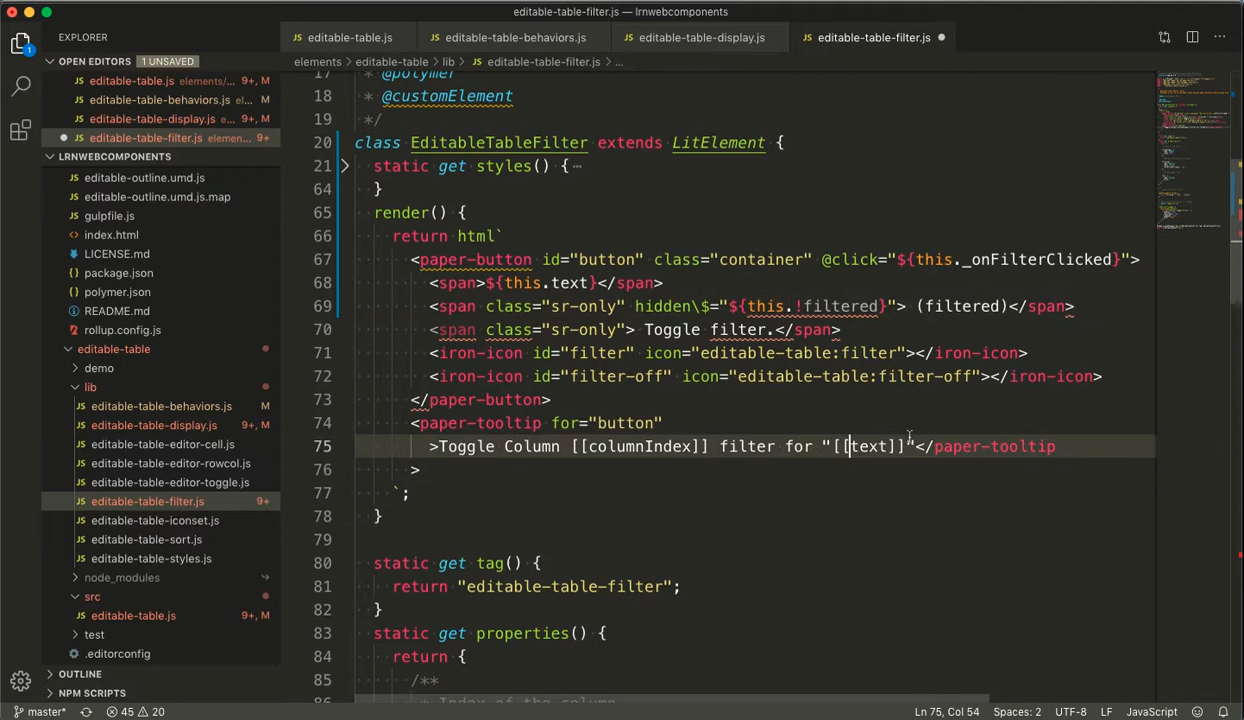 editable-table-filter.js — lrnwebcomponents
EXPLORER
editable-table.js
editable-table-behaviors.js
editable-table-display.js
editable-table-filter.js
OPEN EDITORS 1 UNSAVED
elements > editable-table > lib > editable-table-filter.js > ...
editable-table.js elements/... 9+, M
editable-table-behaviors.js el...
editable-table-display.js 9+, M
editable-table-filter.js elemen... 9+
LRNWEBCOMPONENTS
editable-outline.umd.js
editable-outline.umd.js.map
gulpfile.js
index.html
LICENSE.md
package.json
polymer.json
README.md
rollup.config.js
editable-table
demo
lib
editable-table-behaviors.js M
editable-table-display.js 9+, M
editable-table-editor-cell.js
editable-table-editor-rowcol.js
editable-table-editor-toggle.js
editable-table-filter.js 9+
editable-table-iconset.js
editable-table-sort.js
editable-table-styles.js
node_modules
src
editable-table.js 9+, M
test
.editorconfig
OUTLINE
NPM SCRIPTS
17 * @polymer
18 * @customElement
19 */
20 class EditableTableFilter extends LitElement {
21 static get styles() {
64 }
65 render() {
66 return html`
67 <paper-button id="button" class="container" @click="${this._onFilterClicked}">
68 <span>${this.text}</span>
69 <span class="sr-only" hidden\$="${this.!filtered}"> (filtered)</span>
70 <span class="sr-only"> Toggle filter.</span>
71 <iron-icon id="filter" icon="editable-table:filter"></iron-icon>
72 <iron-icon id="filter-off" icon="editable-table:filter-off"></iron-icon>
73 </paper-button>
74 <paper-tooltip for="button"
75 >Toggle Column [[columnIndex]] filter for "[[text]]"</paper-tooltip
76 >
77 `;
78 }
79
80 static get tag() {
81 return "editable-table-filter";
82 }
83 static get properties() {
84 return {
85 /**
86 * Index of the column
master* 45 20
Ln 75, Col 54 Spaces: 2 UTF-8 LF JavaScript